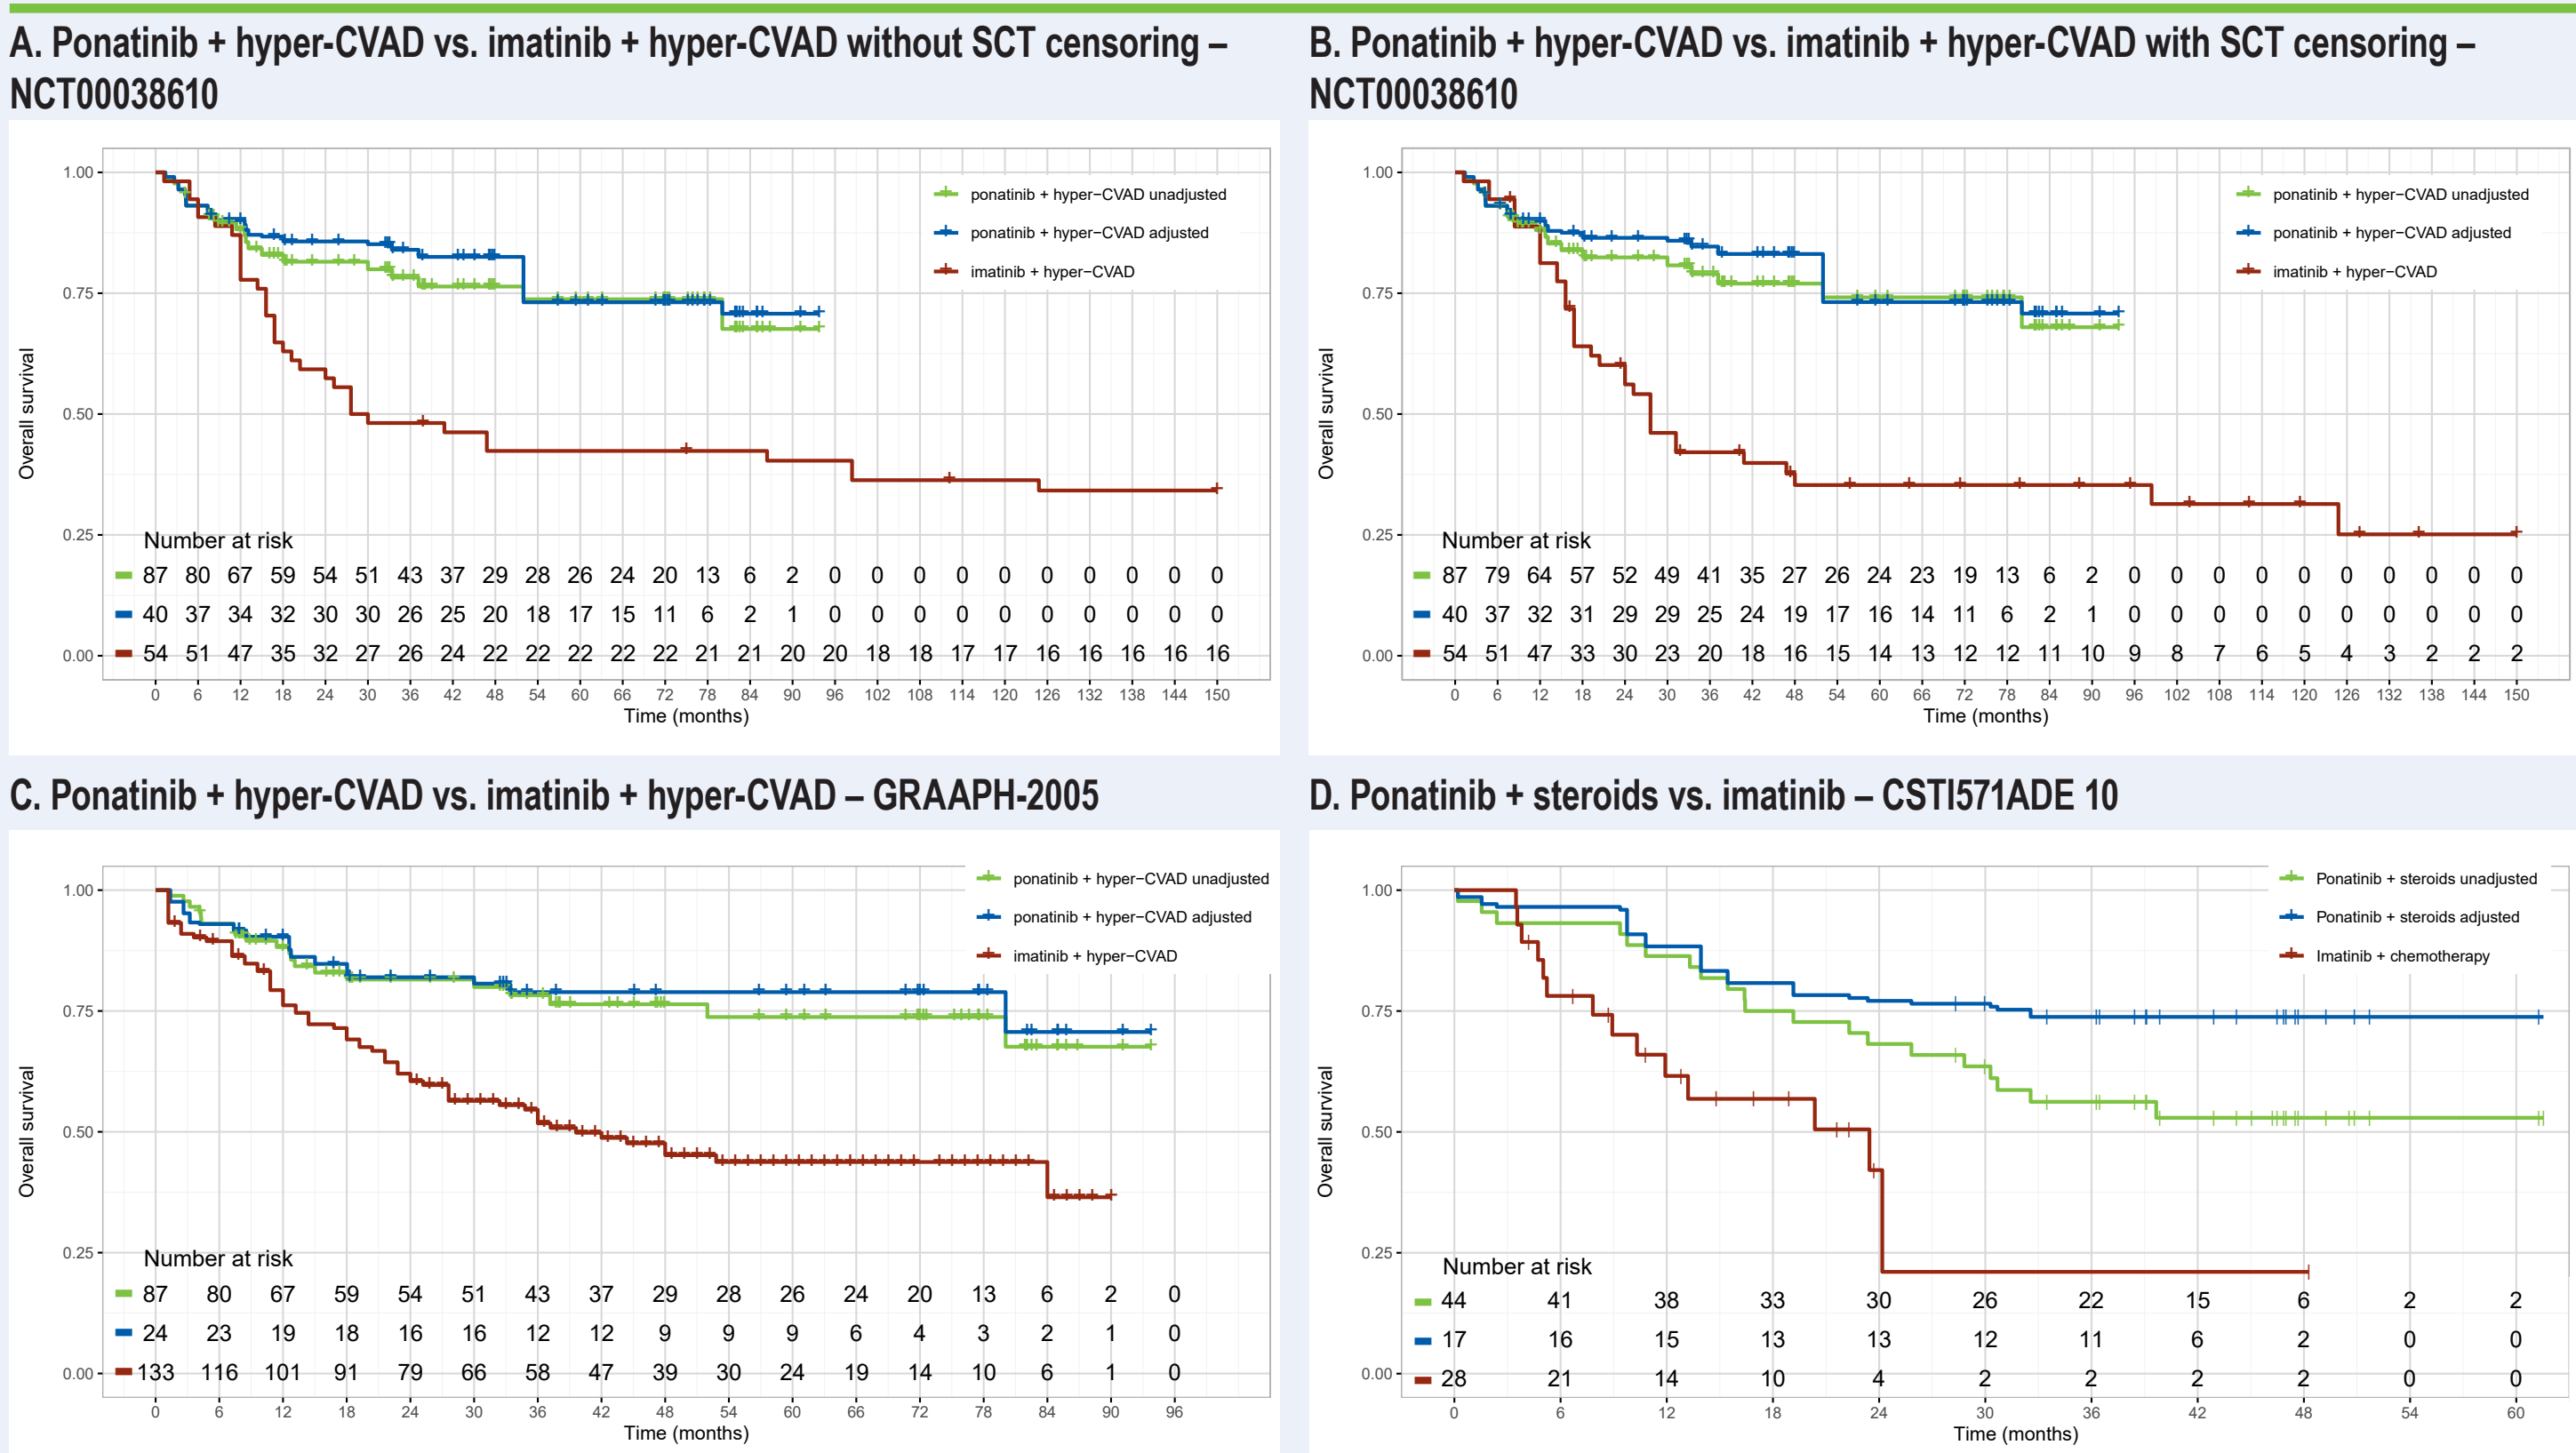 A. Ponatinib + hyper-CVAD vs. imatinib + hyper-CVAD without SCT censoring –
NCT00038610
1.00
0.75
0.50
0.25
0.00
Overall survival
ponatinib + hyper−CVAD unadjusted
ponatinib + hyper−CVAD adjusted
imatinib + hyper−CVAD
Number at risk
87 80 67 59 54 51 43 37 29 28 26 24 20 13 6 2 0 0 0 0 0 0 0 0 0 0
40 37 34 32 30 30 26 25 20 18 17 15 11 6 2 1 0 0 0 0 0 0 0 0 0 0
54 51 47 35 32 27 26 24 22 22 22 22 22 21 21 20 20 18 18 17 17 16 16 16 16 16
0 6 12 18 24 30 36 42 48 54 60 66 72 78 84 90 96 102 108 114 120 126 132 138 144 150
Time (months)
B. Ponatinib + hyper-CVAD vs. imatinib + hyper-CVAD with SCT censoring –
NCT00038610
1.00
0.75
0.50
0.25
0.00
Overall survival
ponatinib + hyper−CVAD unadjusted
ponatinib + hyper−CVAD adjusted
imatinib + hyper−CVAD
Number at risk
87 79 64 57 52 49 41 35 27 26 24 23 19 13 6 2 0 0 0 0 0 0 0 0 0 0
40 37 32 31 29 29 25 24 19 17 16 14 11 6 2 1 0 0 0 0 0 0 0 0 0 0
54 51 47 33 30 23 20 18 16 15 14 13 12 12 11 10 9 8 7 6 5 4 3 2 2 2
0 6 12 18 24 30 36 42 48 54 60 66 72 78 84 90 96 102 108 114 120 126 132 138 144 150
Time (months)
C. Ponatinib + hyper-CVAD vs. imatinib + hyper-CVAD – GRAAPH-2005
1.00
0.75
0.50
0.25
0.00
Overall survival
ponatinib + hyper−CVAD unadjusted
ponatinib + hyper−CVAD adjusted
imatinib + hyper−CVAD
Number at risk
87 80 67 59 54 51 43 37 29 28 26 24 20 13 6 2 0
24 23 19 18 16 16 12 12 9 9 9 6 4 3 2 1 0
133 116 101 91 79 66 58 47 39 30 24 19 14 10 6 1 0
0 6 12 18 24 30 36 42 48 54 60 66 72 78 84 90 96
Time (months)
D. Ponatinib + steroids vs. imatinib – CSTI571ADE 10
1.00
0.75
0.50
0.25
0.00
Overall survival
Ponatinib + steroids unadjusted
Ponatinib + steroids adjusted
Imatinib + chemotherapy
Number at risk
44 41 38 33 30 26 22 15 6 2 2
17 16 15 13 13 12 11 6 2 0 0
28 21 14 10 4 2 2 2 2 0 0
0 6 12 18 24 30 36 42 48 54 60
Time (months)